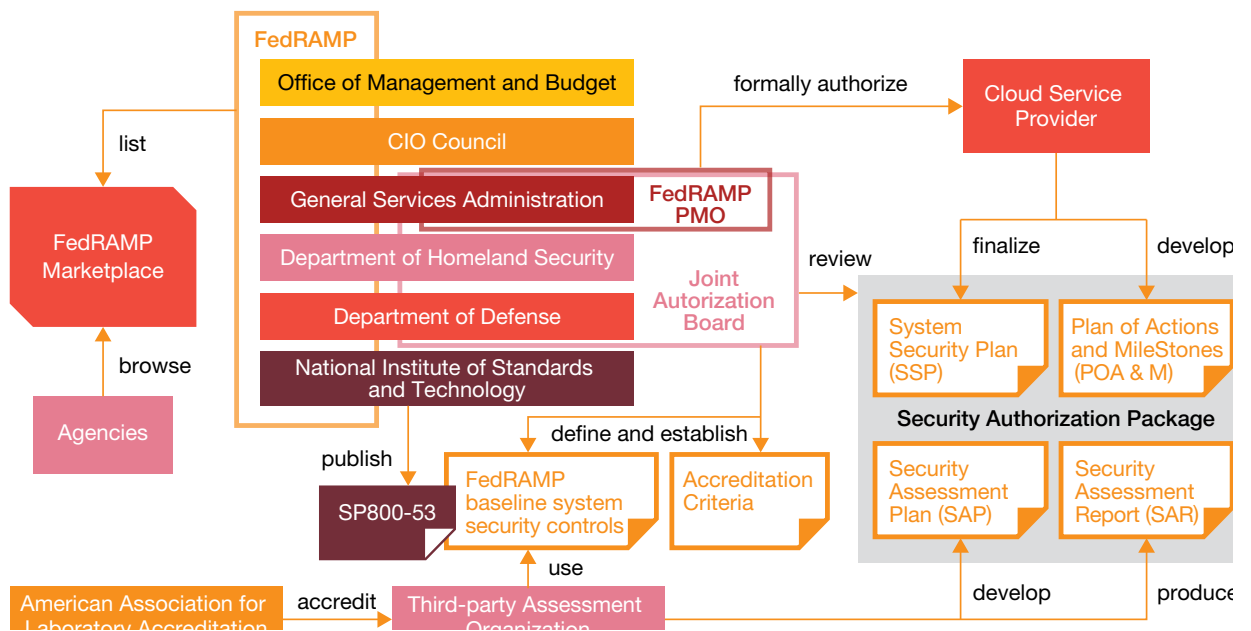 FedRAMP
Office of Management and Budget
CIO Council
General Services Administration
FedRAMP
PMO
Department of Homeland Security
Department of Defense
Joint
Autorization
Board
National Institute of Standards
and Technology
list
FedRAMP
Marketplace
browse
Agencies
formally authorize
Cloud Service
Provider
review
finalize
develop
System
Security Plan
(SSP)
Plan of Actions
and MileStones
(POA & M)
Security Authorization Package
Security
Assessment
Plan (SAP)
Security
Assessment
Report (SAR)
define and establish
publish
SP800-53
FedRAMP
baseline system
security controls
Accreditation
Criteria
use
American Association for
Laboratory Accreditation
accredit
Third-party Assessment
Organization
develop
produce